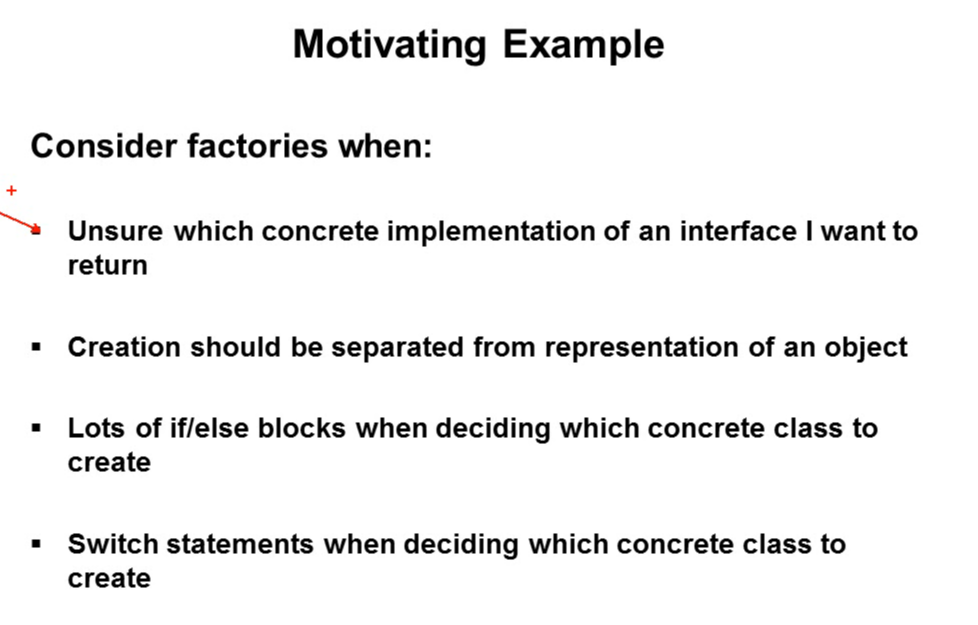 Motivating Example
Consider factories when:
+
▪ Unsure which concrete implementation of an interface I want to
return
▪ Creation should be separated from representation of an object
▪ Lots of if/else blocks when deciding which concrete class to
create
▪ Switch statements when deciding which concrete class to
create